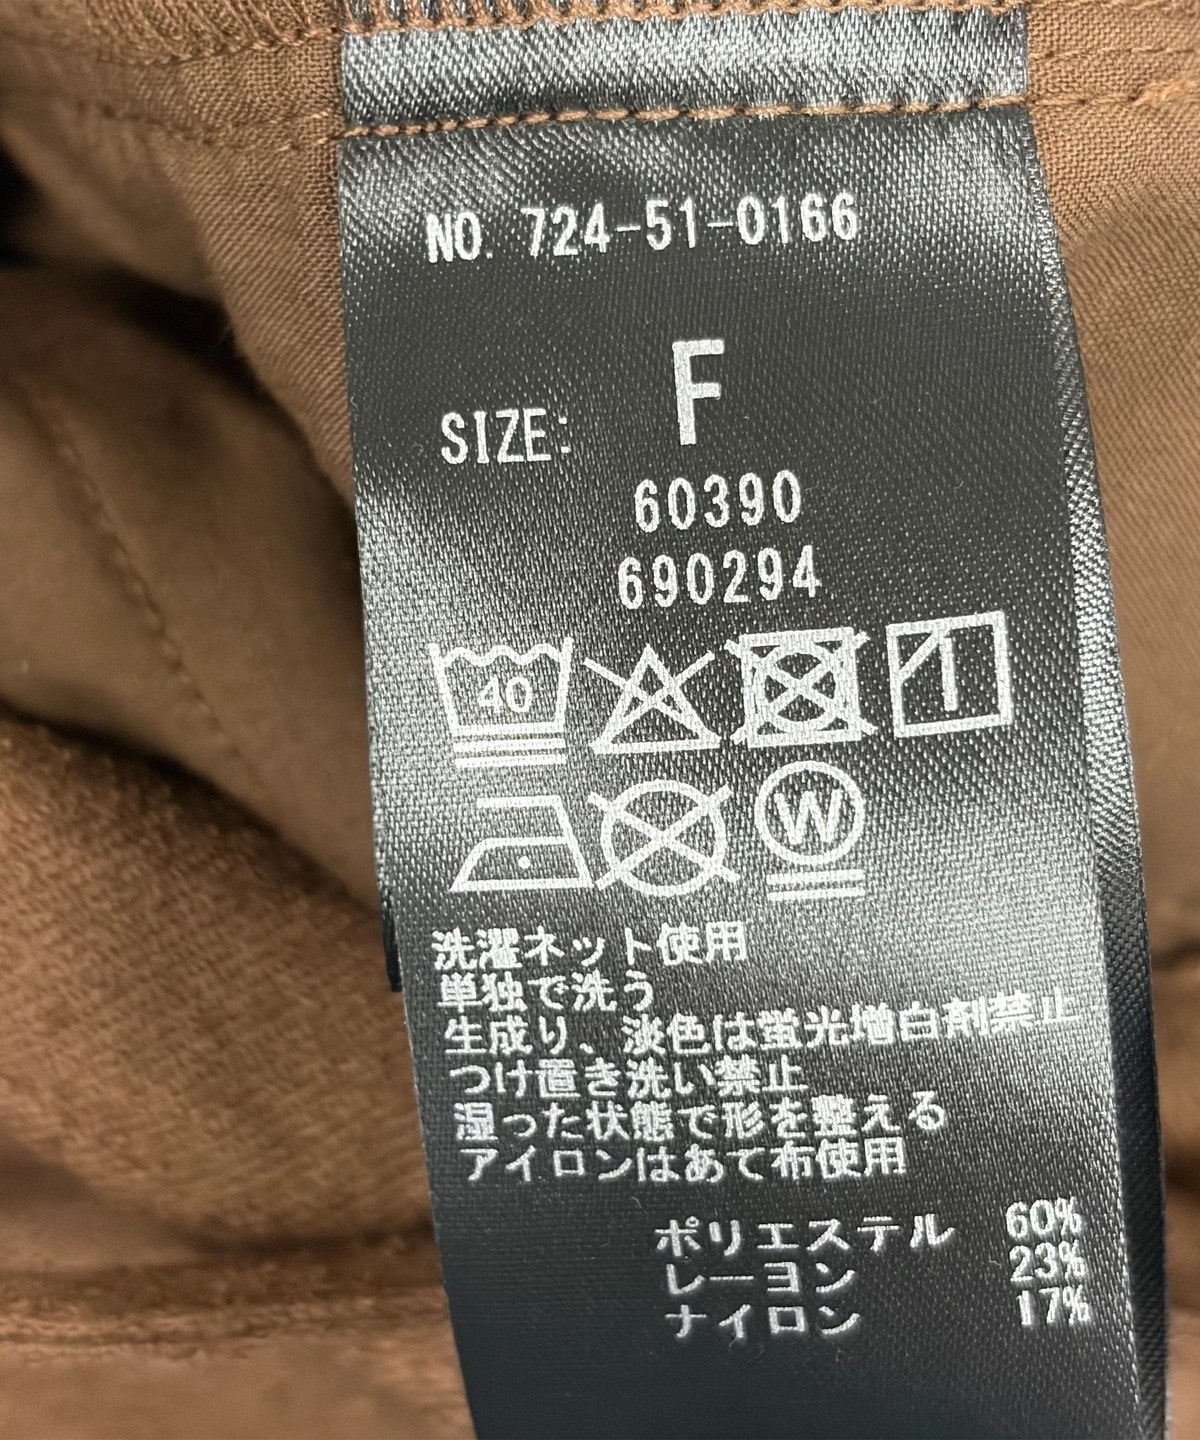 NO. 724-51-0166
SIZE: F
60390
690294
40
W
洗濯ネット使用
単独で洗う
生成り、淡色は蛍光増白剤禁止
つけ置き洗い禁止
湿った状態で形を整える
アイロンはあて布使用
ポリエステル 60%
レーヨン 23%
ナイロン 17%